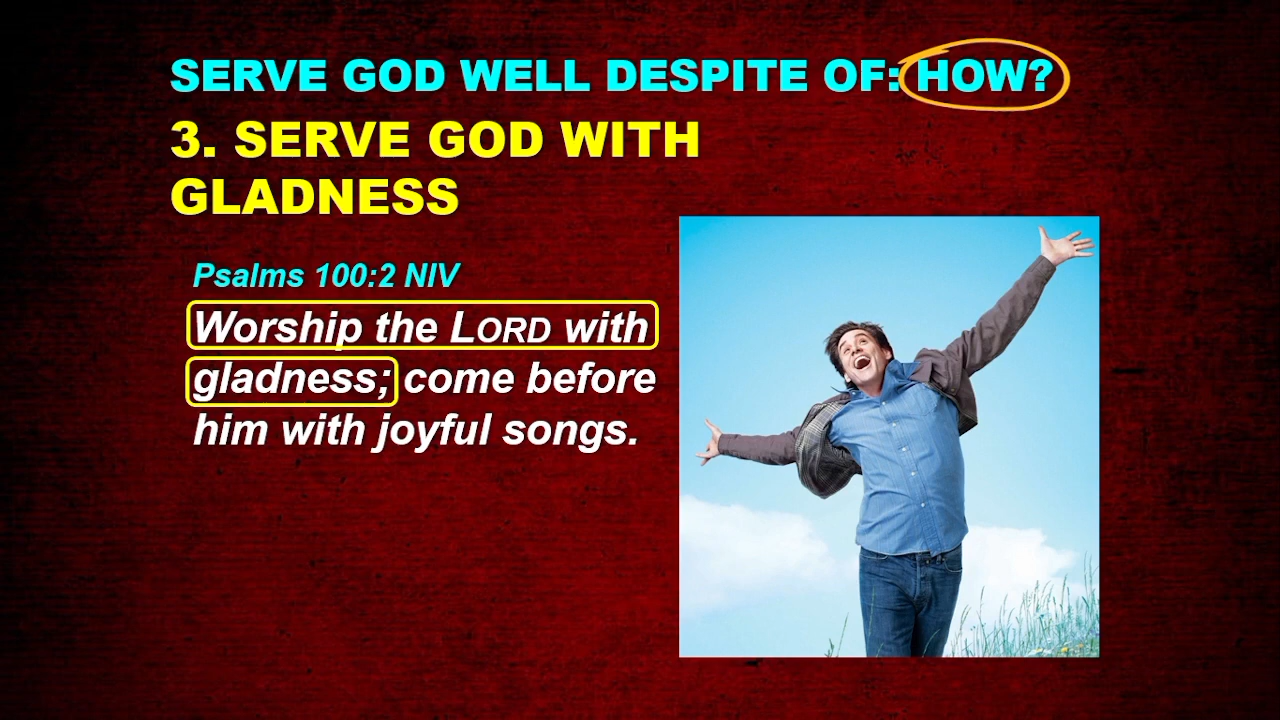 SERVE GOD WELL DESPITE OF: HOW?
3. SERVE GOD WITH
GLADNESS
Psalms 100:2 NIV
Worship the LORD with
gladness; come before
him with joyful songs.